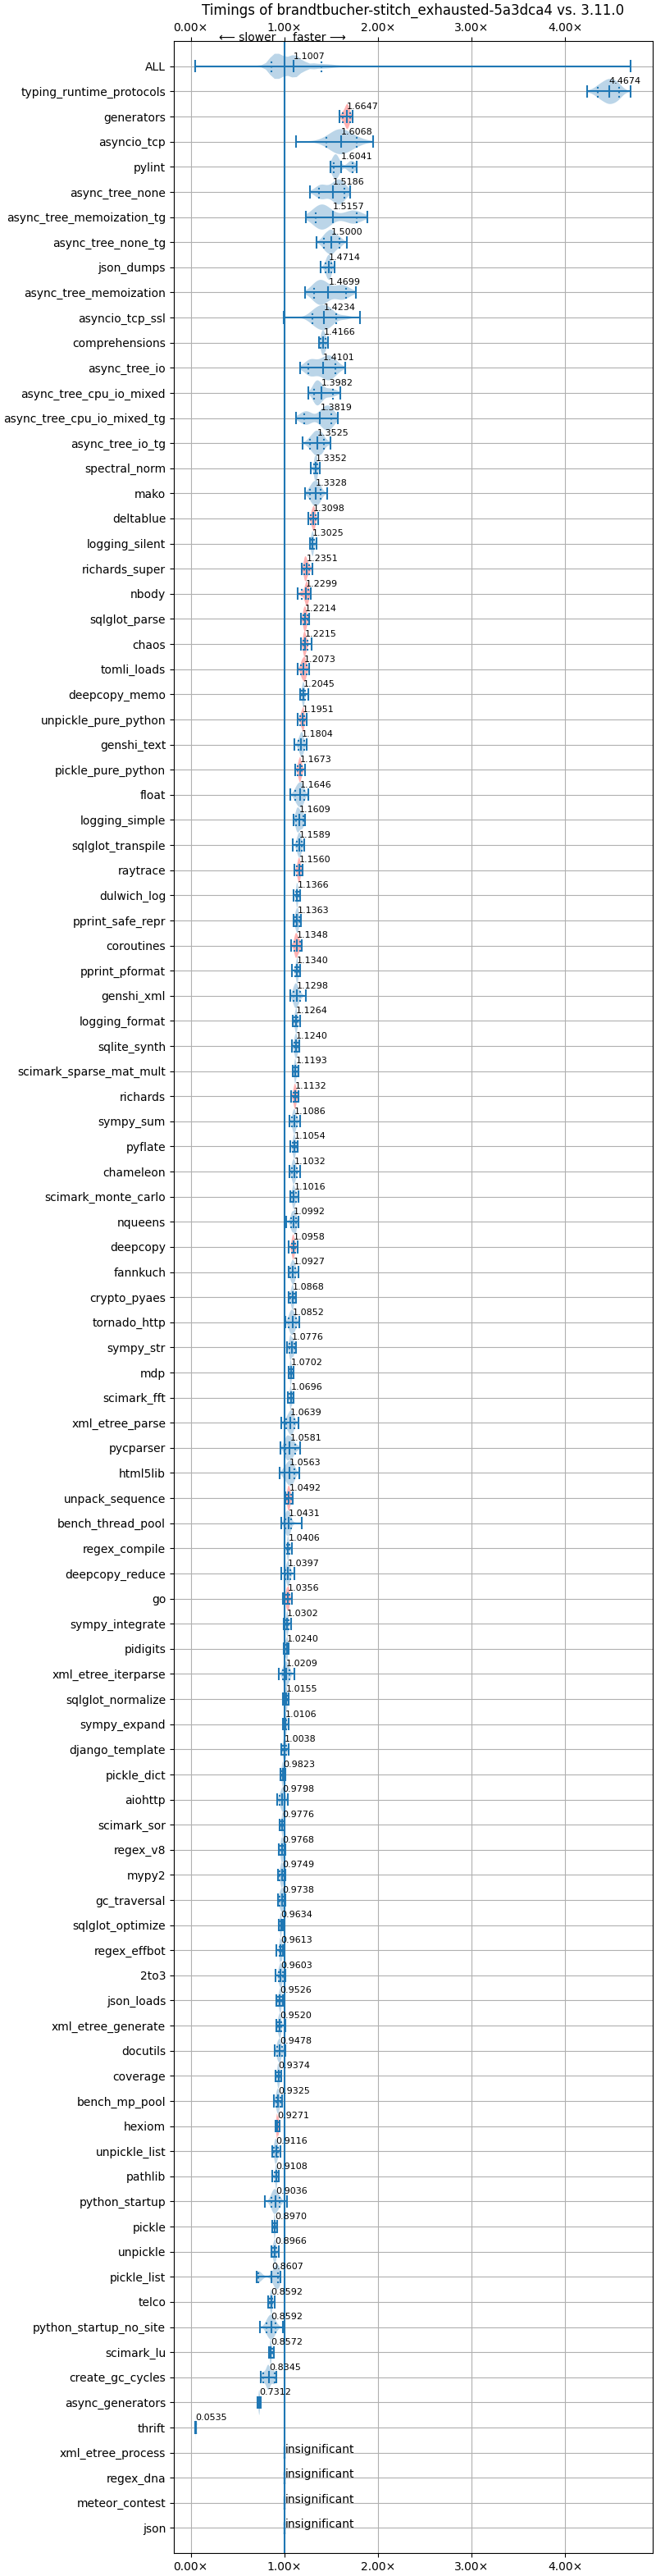 Timings of brandtbucher-stitch_exhausted-5a3dca4 vs. 3.11.0
0.00× 1.00× 2.00× 3.00× 4.00×
⟵ slower faster ⟶
ALL 1.1007
typing_runtime_protocols 4.4674
generators 1.6647
asyncio_tcp 1.6068
pylint 1.6041
async_tree_none 1.5186
async_tree_memoization_tg 1.5157
async_tree_none_tg 1.5000
json_dumps 1.4714
async_tree_memoization 1.4699
asyncio_tcp_ssl 1.4234
comprehensions 1.4166
async_tree_io 1.4101
async_tree_cpu_io_mixed 1.3982
async_tree_cpu_io_mixed_tg 1.3819
async_tree_io_tg 1.3525
spectral_norm 1.3352
mako 1.3328
deltablue 1.3098
logging_silent 1.3025
richards_super 1.2351
nbody 1.2299
sqlglot_parse 1.2214
chaos 1.2215
tomli_loads 1.2073
deepcopy_memo 1.2045
unpickle_pure_python 1.1951
genshi_text 1.1804
pickle_pure_python 1.1673
float 1.1646
logging_simple 1.1609
sqlglot_transpile 1.1589
raytrace 1.1560
dulwich_log 1.1366
pprint_safe_repr 1.1363
coroutines 1.1348
pprint_pformat 1.1340
genshi_xml 1.1298
logging_format 1.1264
sqlite_synth 1.1240
scimark_sparse_mat_mult 1.1193
richards 1.1132
sympy_sum 1.1086
pyflate 1.1054
chameleon 1.1032
scimark_monte_carlo 1.1016
nqueens 1.0992
deepcopy 1.0958
fannkuch 1.0927
crypto_pyaes 1.0868
tornado_http 1.0852
sympy_str 1.0776
mdp 1.0702
scimark_fft 1.0696
xml_etree_parse 1.0639
pycparser 1.0581
html5lib 1.0563
unpack_sequence 1.0492
bench_thread_pool 1.0431
regex_compile 1.0406
deepcopy_reduce 1.0397
go 1.0356
sympy_integrate 1.0302
pidigits 1.0240
xml_etree_iterparse 1.0209
sqlglot_normalize 1.0155
sympy_expand 1.0106
django_template 1.0038
pickle_dict 0.9823
aiohttp 0.9798
scimark_sor 0.9776
regex_v8 0.9768
mypy2 0.9749
gc_traversal 0.9738
sqlglot_optimize 0.9634
regex_effbot 0.9613
2to3 0.9603
json_loads 0.9526
xml_etree_generate 0.9520
docutils 0.9478
coverage 0.9374
bench_mp_pool 0.9325
hexiom 0.9271
unpickle_list 0.9116
pathlib 0.9108
python_startup 0.9036
pickle 0.8970
unpickle 0.8966
pickle_list 0.8607
telco 0.8592
python_startup_no_site 0.8592
scimark_lu 0.8572
create_gc_cycles 0.8345
async_generators 0.7312
thrift 0.0535
xml_etree_process insignificant
regex_dna insignificant
meteor_contest insignificant
json insignificant
0.00× 1.00× 2.00× 3.00× 4.00×